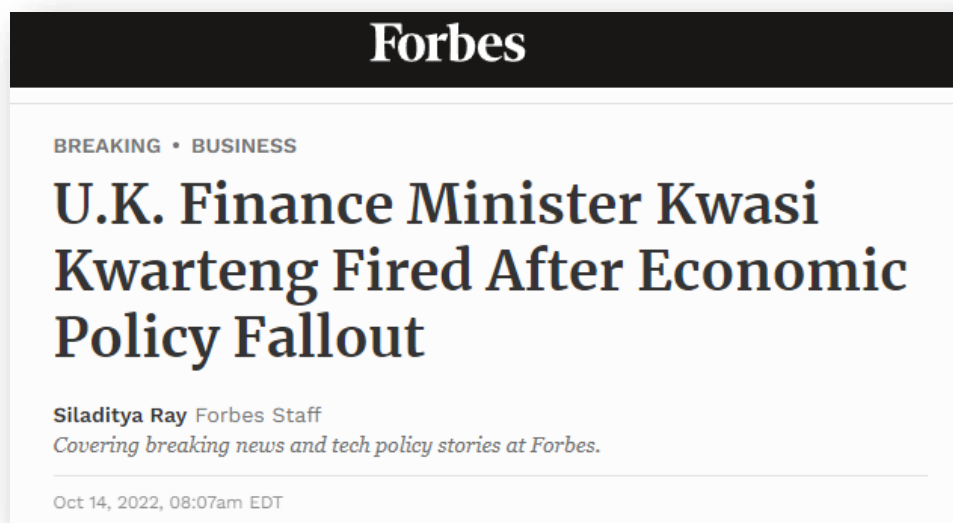 Forbes
BREAKING • BUSINESS
U.K. Finance Minister Kwasi
Kwarteng Fired After Economic
Policy Fallout
Siladitya Ray Forbes Staff
Covering breaking news and tech policy stories at Forbes.
Oct 14, 2022, 08:07am EDT